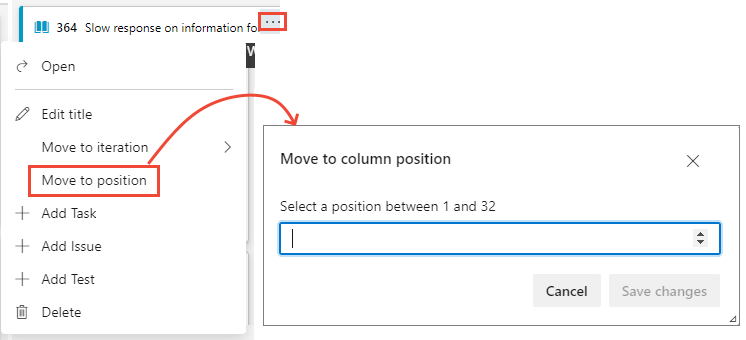 364 Slow response on information fo
...
W
Open
Edit title
Move to iteration
Move to position
Add Task
Add Issue
Add Test
Delete
Move to column position
Select a position between 1 and 32
Cancel
Save changes